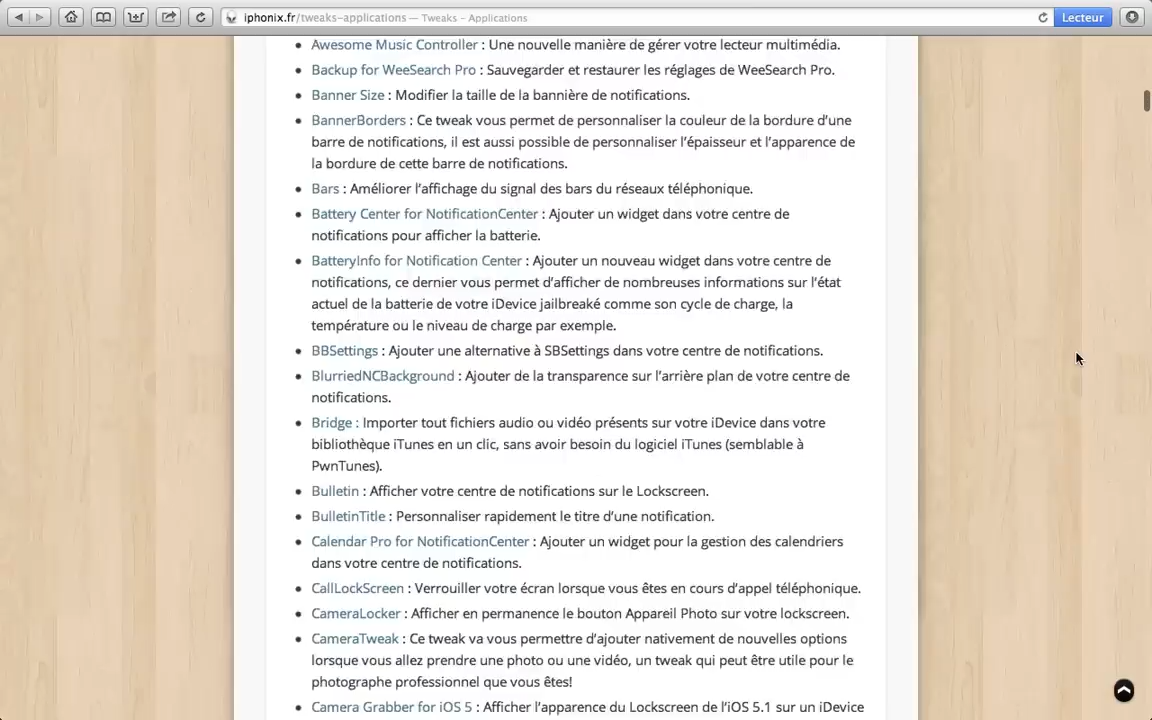 iphonix.fr/tweaks-applications — Tweaks - Applications
Lecteur
Awesome Music Controller : Une nouvelle manière de gérer votre lecteur multimédia.
Backup for WeeSearch Pro : Sauvegarder et restaurer les réglages de WeeSearch Pro.
Banner Size : Modifier la taille de la bannière de notifications.
BannerBorders : Ce tweak vous permet de personnaliser la couleur de la bordure d'une
barre de notifications, il est aussi possible de personnaliser l'épaisseur et l'apparence de
la bordure de cette barre de notifications.
Bars : Améliorer l'affichage du signal des bars du réseaux téléphonique.
Battery Center for NotificationCenter : Ajouter un widget dans votre centre de
notifications pour afficher la batterie.
BatteryInfo for Notification Center : Ajouter un nouveau widget dans votre centre de
notifications, ce dernier vous permet d'afficher de nombreuses informations sur l'état
actuel de la batterie de votre iDevice jailbreaké comme son cycle de charge, la
température ou le niveau de charge par exemple.
BBSettings : Ajouter une alternative à SBSettings dans votre centre de notifications.
BlurriedNCBackground : Ajouter de la transparence sur l'arrière plan de votre centre de
notifications.
Bridge : Importer tout fichiers audio ou vidéo présents sur votre iDevice dans votre
bibliothèque iTunes en un clic, sans avoir besoin du logiciel iTunes (semblable à
PwnTunes).
Bulletin : Afficher votre centre de notifications sur le Lockscreen.
BulletinTitle : Personnaliser rapidement le titre d'une notification.
Calendar Pro for NotificationCenter : Ajouter un widget pour la gestion des calendriers
dans votre centre de notifications.
CallLockScreen : Verrouiller votre écran lorsque vous êtes en cours d'appel téléphonique.
CameraLocker : Afficher en permanence le bouton Appareil Photo sur votre lockscreen.
CameraTweak : Ce tweak va vous permettre d'ajouter nativement de nouvelles options
lorsque vous allez prendre une photo ou une vidéo, un tweak qui peut être utile pour le
photographe professionnel que vous êtes!
Camera Grabber for iOS 5 : Afficher l'apparence du Lockscreen de l'iOS 5.1 sur un iDevice